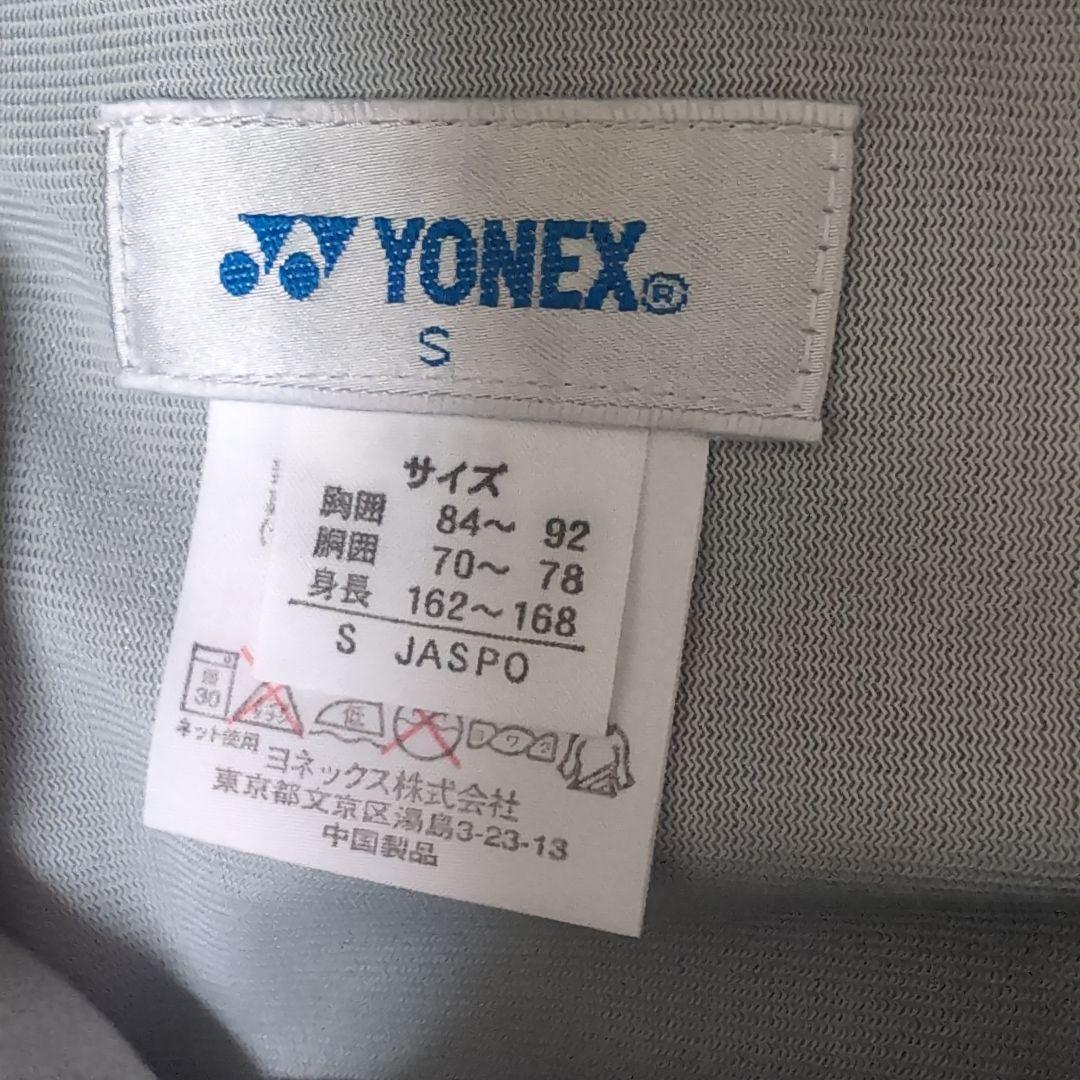 YONEX®
S
サイズ
胸囲 84〜 92
胴囲 70〜 78
身長 162〜168
S JASPO
30
低
ネット使用
ヨネックス株式会社
東京都文京区湯島3-23-13
中国製品